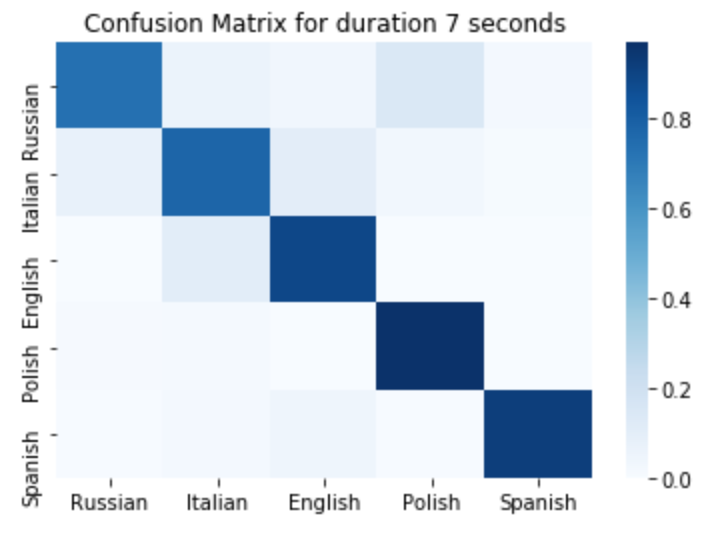 Confusion Matrix for duration 7 seconds
Russian
Italian
English
Polish
Spanish
Russian Italian English Polish Spanish
0.8
0.6
0.4
0.2
0.0